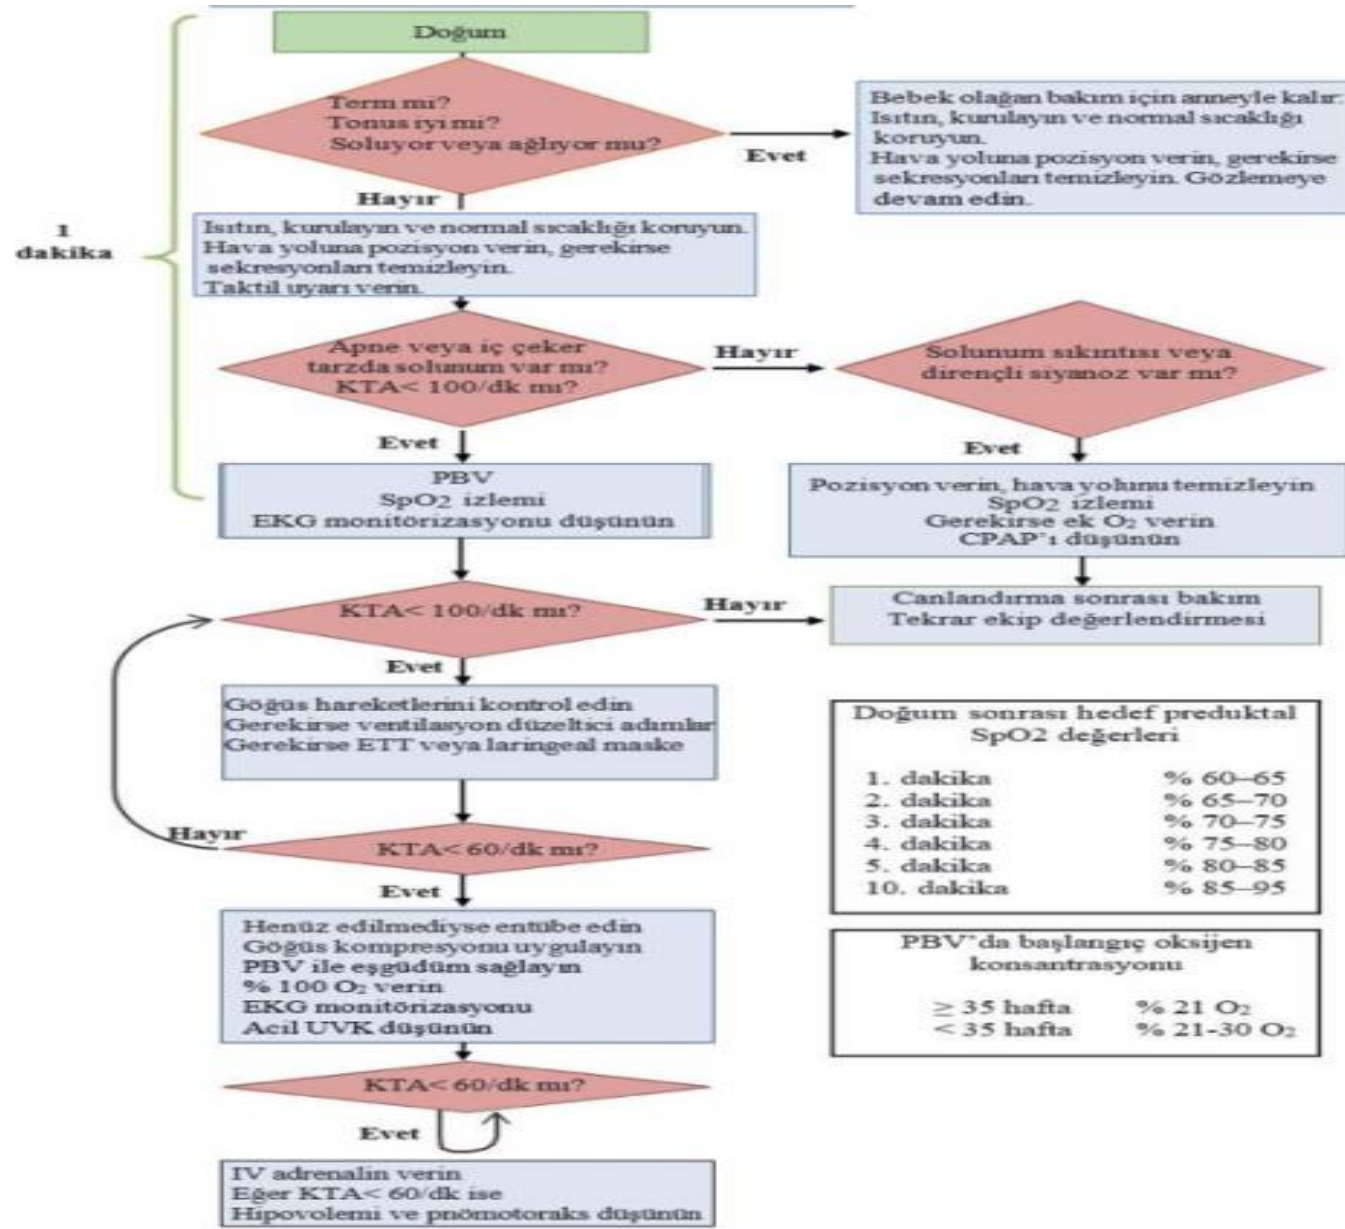 Doğum
Term mi?
Tonus iyi mi?
Soluyor veya ağlıyor mu?
Evet
Bebek olağan bakım için anneyle kalır:
Isıtın, kurulayın ve normal sıcaklığı
koruyun.
Hava yoluna pozisyon verin, gerekirse
sekresyonları temizleyin. Gözlemeye
devam edin.
Hayır
1
dakika
Isıtın, kurulayın ve normal sıcaklığı koruyun.
Hava yoluna pozisyon verin, gerekirse
sekresyonları temizleyin.
Taktil uyarı verin.
Apne veya iç çeker
tarzda solunum var mı?
KTA< 100/dk mı?
Hayır
Solunum sıkıntısı veya
dirençli siyanoz var mı?
Evet
Evet
PBV
SpO2 izlemi
EKG monitörizasyonu düşünün
Pozisyon verin, hava yolunu temizleyin
SpO2 izlemi
Gerekirse ek O2 verin
CPAP'ı düşünün
KTA< 100/dk mı?
Hayır
Canlandırma sonrası bakım
Tekrar ekip değerlendirmesi
Evet
Göğüs hareketlerini kontrol edin
Gerekirse ventilasyon düzeltici adımlar
Gerekirse ETT veya laringeal maske
Hayır
KTA< 60/dk mı?
Evet
Henüz edilmediyse entübe edin
Göğüs kompresyonu uygulayın
PBV ile eşgüdüm sağlayın
% 100 O2 verin
EKG monitörizasyonu
Acil UVK düşünün
KTA< 60/dk mı?
Evet
IV adrenalin verin
Eğer KTA< 60/dk ise
Hipovolemi ve pnömotoraks düşünün
Doğum sonrası hedef preduktal
SpO2 değerleri
1. dakika % 60–65
2. dakika % 65–70
3. dakika % 70–75
4. dakika % 75–80
5. dakika % 80–85
10. dakika % 85–95
PBV'da başlangıç oksijen
konsantrasyonu
≥ 35 hafta % 21 O2
< 35 hafta % 21-30 O2